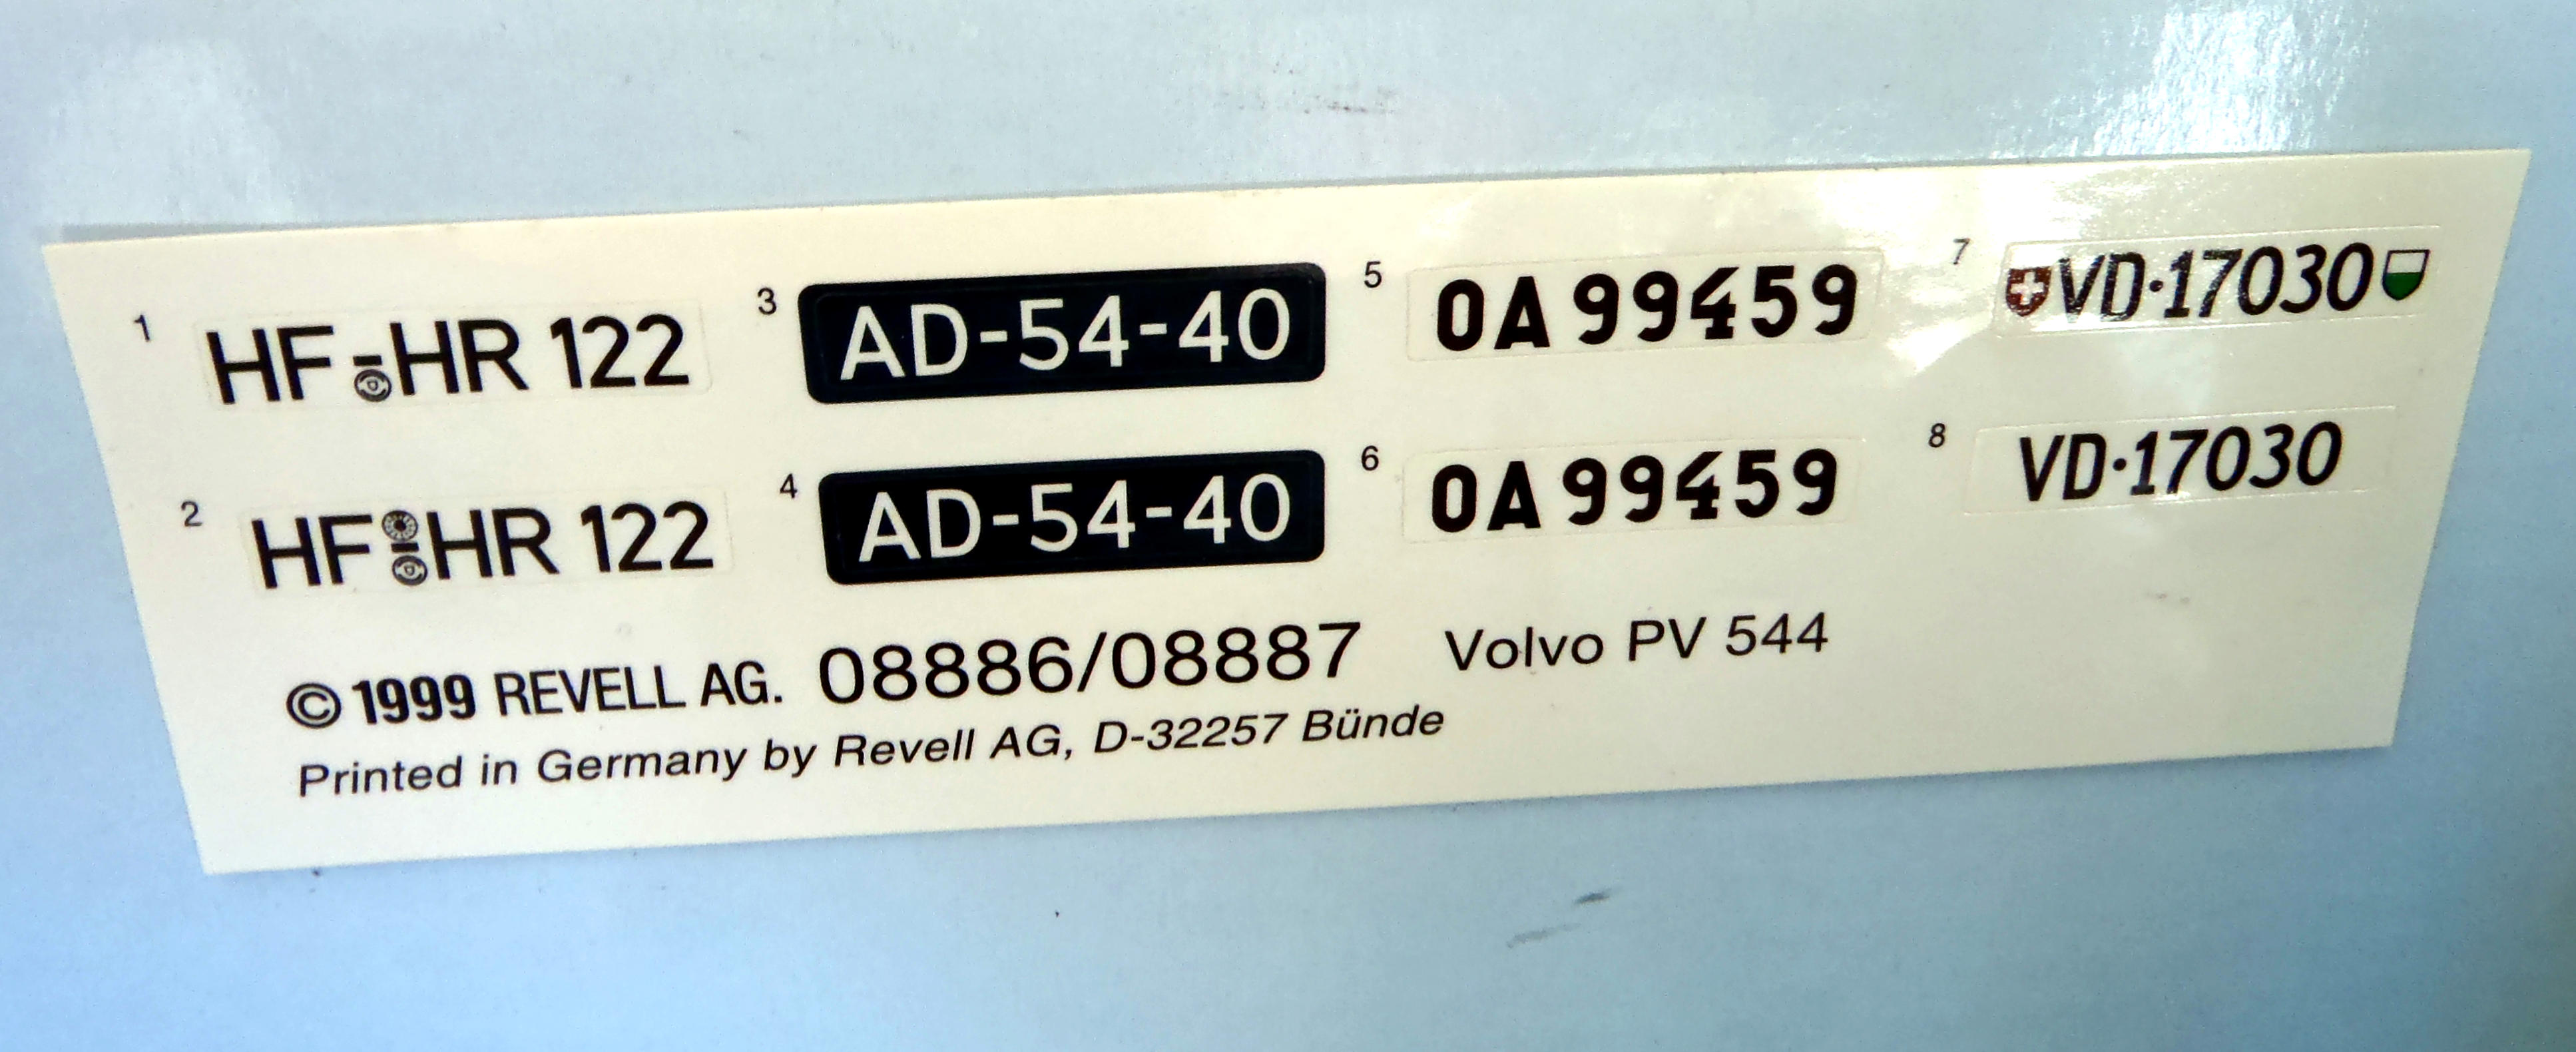 1 HF-HR 122 3 AD-54-40 5 0A 99459 7 VD·17030
2 HF-HR 122 4 AD-54-40 6 0A 99459 8 VD·17030
© 1999 REVELL AG. 08886/08887 Volvo PV 544
Printed in Germany by Revell AG, D-32257 Bünde